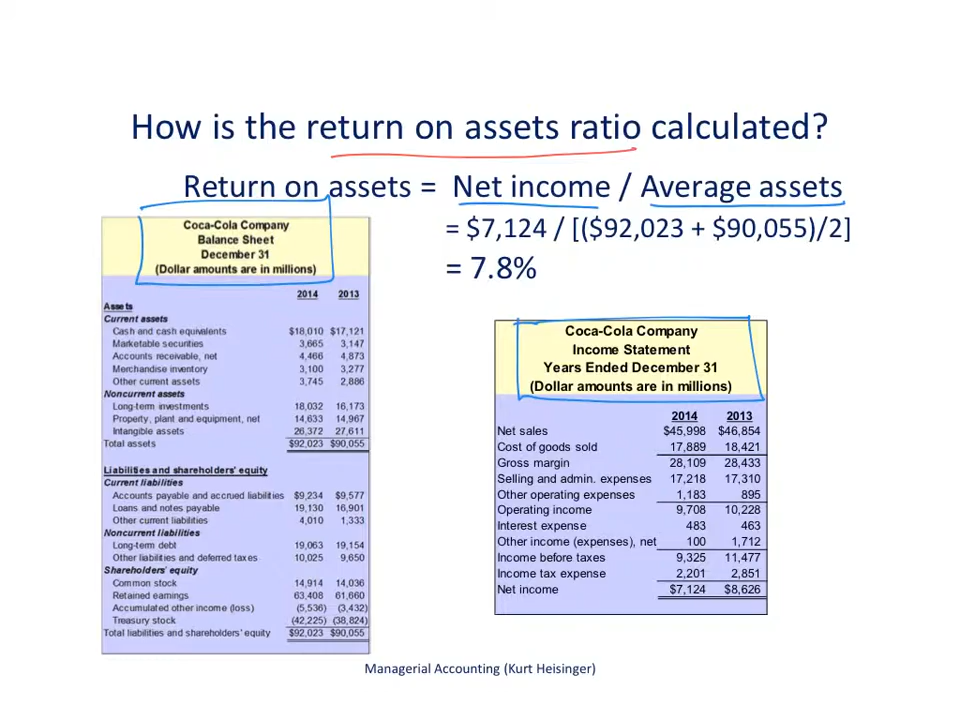 How is the return on assets ratio calculated?
Return on assets = Net income / Average assets
= $7,124 / [($92,023 + $90,055)/2]
= 7.8%
Coca-Cola Company
Balance Sheet
December 31
(Dollar amounts are in millions)
2014 2013
Assets
Current assets
Cash and cash equivalents $18,010 $17,121
Marketable securities 3,665 3,147
Accounts receivable, net 4,466 4,873
Merchandise inventory 3,100 3,277
Other current assets 3,745 2,886
Noncurrent assets
Long-term investments 18,032 16,173
Property, plant and equipment, net 14,633 14,967
Intangible assets 26,372 27,611
Total assets $92,023 $90,055
Liabilities and shareholders' equity
Current liabilities
Accounts payable and accrued liabilities $9,234 $9,577
Loans and notes payable 19,130 16,901
Other current liabilities 4,010 1,333
Noncurrent liabilities
Long-term debt 19,063 19,154
Other liabilities and deferred taxes 10,025 9,650
Shareholders' equity
Common stock 14,914 14,036
Retained earnings 63,408 61,660
Accumulated other income (loss) (5,536) (3,432)
Treasury stock (42,225) (38,824)
Total liabilities and shareholders' equity $92,023 $90,055
Coca-Cola Company
Income Statement
Years Ended December 31
(Dollar amounts are in millions)
2014 2013
Net sales $45,998 $46,854
Cost of goods sold 17,889 18,421
Gross margin 28,109 28,433
Selling and admin. expenses 17,218 17,310
Other operating expenses 1,183 895
Operating income 9,708 10,228
Interest expense 483 463
Other income (expenses), net 100 1,712
Income before taxes 9,325 11,477
Income tax expense 2,201 2,851
Net income $7,124 $8,626
Managerial Accounting (Kurt Heisinger)